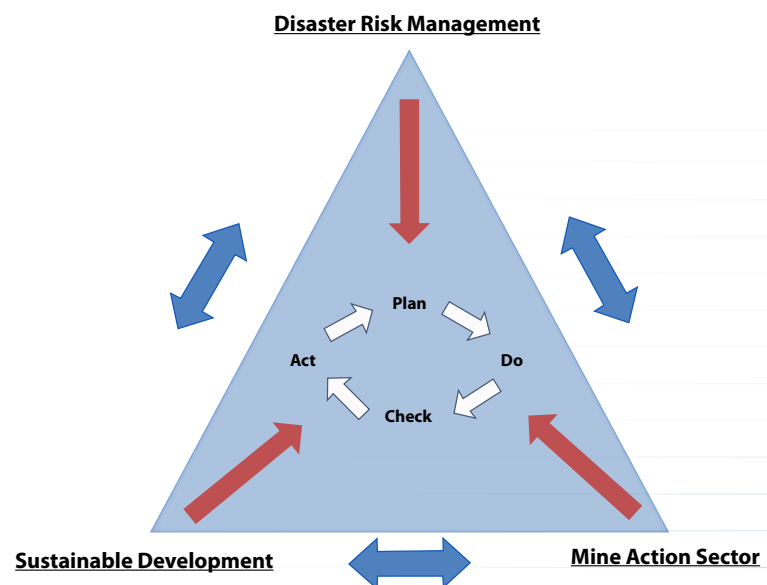 Disaster Risk Management
Plan
Act
Do
Check
Sustainable Development
Mine Action Sector